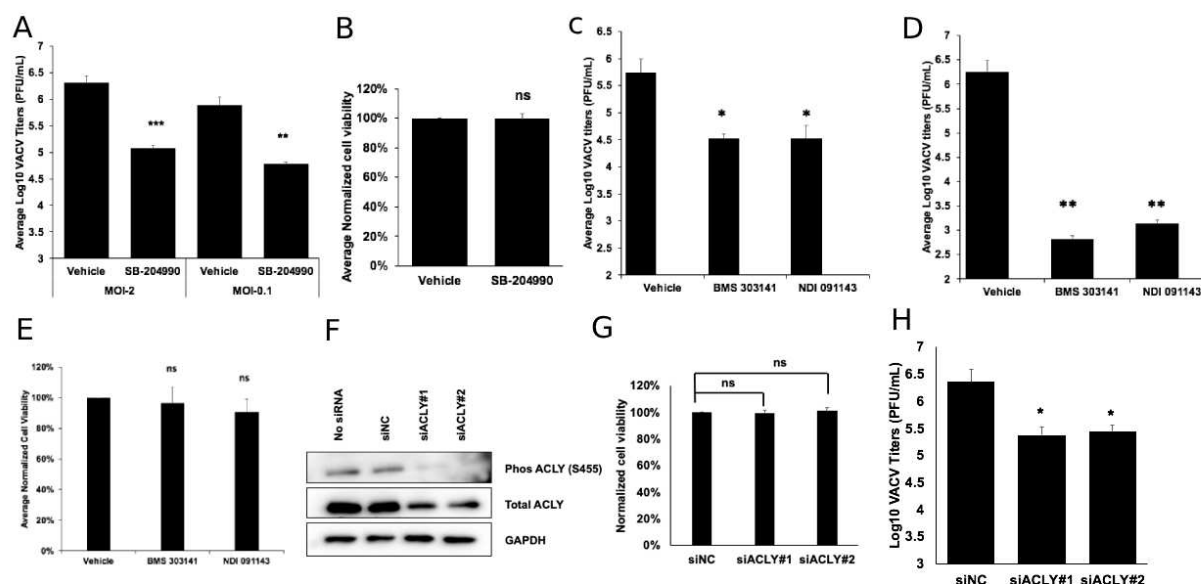 A
Average Log10 VACV Titers (PFU/mL)
7
6.5
6
5.5
5
4.5
4
3.5
3
***
**
Vehicle SB-204990 Vehicle SB-204990
MOI-2 MOI-0.1
B
Average Normalized cell viability
120%
100%
80%
60%
40%
20%
0%
ns
Vehicle SB-204990
C
Average Log10 VACV titers (PFU/mL)
6.5
6
5.5
5
4.5
4
3.5
3
2.5
2
* *
Vehicle BMS 303141 NDI 091143
D
Average Log10 VACV titers (PFU/mL)
7
6.5
6
5.5
5
4.5
4
3.5
3
2.5
2
** **
Vehicle BMS 303141 NDI 091143
E
Average Normalized Cell Viability
120%
100%
80%
60%
40%
20%
0%
ns ns
Vehicle BMS 303141 NDI 091143
F
No siRNA
siNC
siACLY#1
siACLY#2
Phos ACLY (S455)
Total ACLY
GAPDH
G
Normalized cell viability
120%
100%
80%
60%
40%
20%
0%
ns
ns
siNC siACLY#1 siACLY#2
H
Log10 VACV Titers (PFU/mL)
7
6.5
6
5.5
5
4.5
4
3.5
3
* *
siNC siACLY#1 siACLY#2